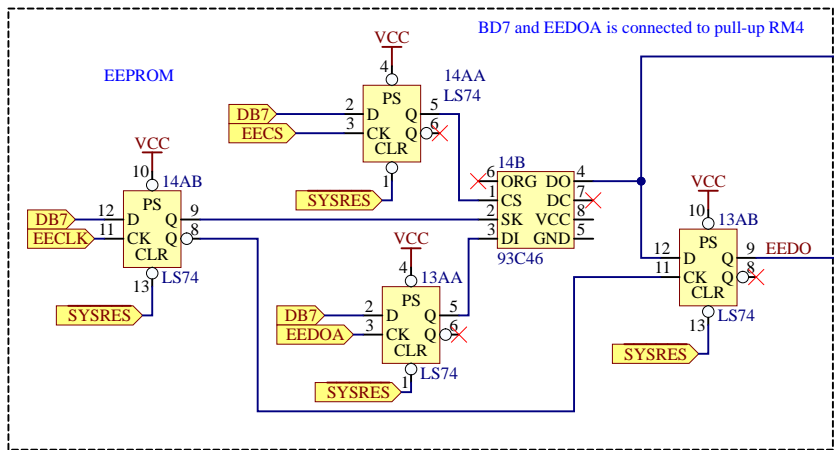 BD7 and EEDOA is connected to pull-up RM4
EEPROM
VCC
4
14AA
LS74
PS
DB7
2
D
Q
5
EECS
3
CK
Q
6
CLR
1
SYSRES
VCC
10
14AB
PS
DB7
12
D
Q
9
EECLK
11
CK
Q
8
CLR
13
LS74
SYSRES
14B
6
ORG
DO
4
1
CS
DC
7
2
SK
VCC
8
3
DI
GND
5
93C46
VCC
4
13AA
PS
DB7
2
D
Q
5
EEDOA
3
CK
Q
6
CLR
1
LS74
SYSRES
VCC
10
13AB
PS
12
D
Q
9
EEDO
11
CK
Q
8
CLR
13
LS74
SYSRES